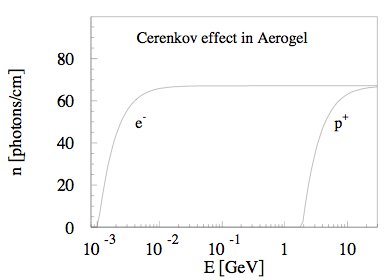 Cerenkov effect in Aerogel
n [photons/cm]
80
60
40
20
0
e-
p+
10 -3
10 -2
10 -1
1
10
E [GeV]